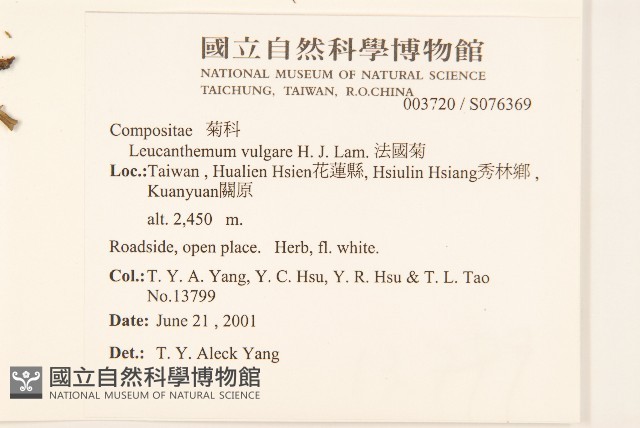 國立自然科學博物館
NATIONAL MUSEUM OF NATURAL SCIENCE
TAICHUNG, TAIWAN, R.O.CHINA
003720 / S076369
Compositae 菊科
Leucanthemum vulgare H. J. Lam. 法國菊
Loc.:Taiwan , Hualien Hsien花蓮縣, Hsiulin Hsiang秀林鄉 ,
Kuanyuan關原
alt. 2,450 m.
Roadside, open place. Herb, fl. white.
Col.: T. Y. A. Yang, Y. C. Hsu, Y. R. Hsu & T. L. Tao
No.13799
Date: June 21 , 2001
Det.: T. Y. Aleck Yang
國立自然科學博物館
NATIONAL MUSEUM OF NATURAL SCIENCE